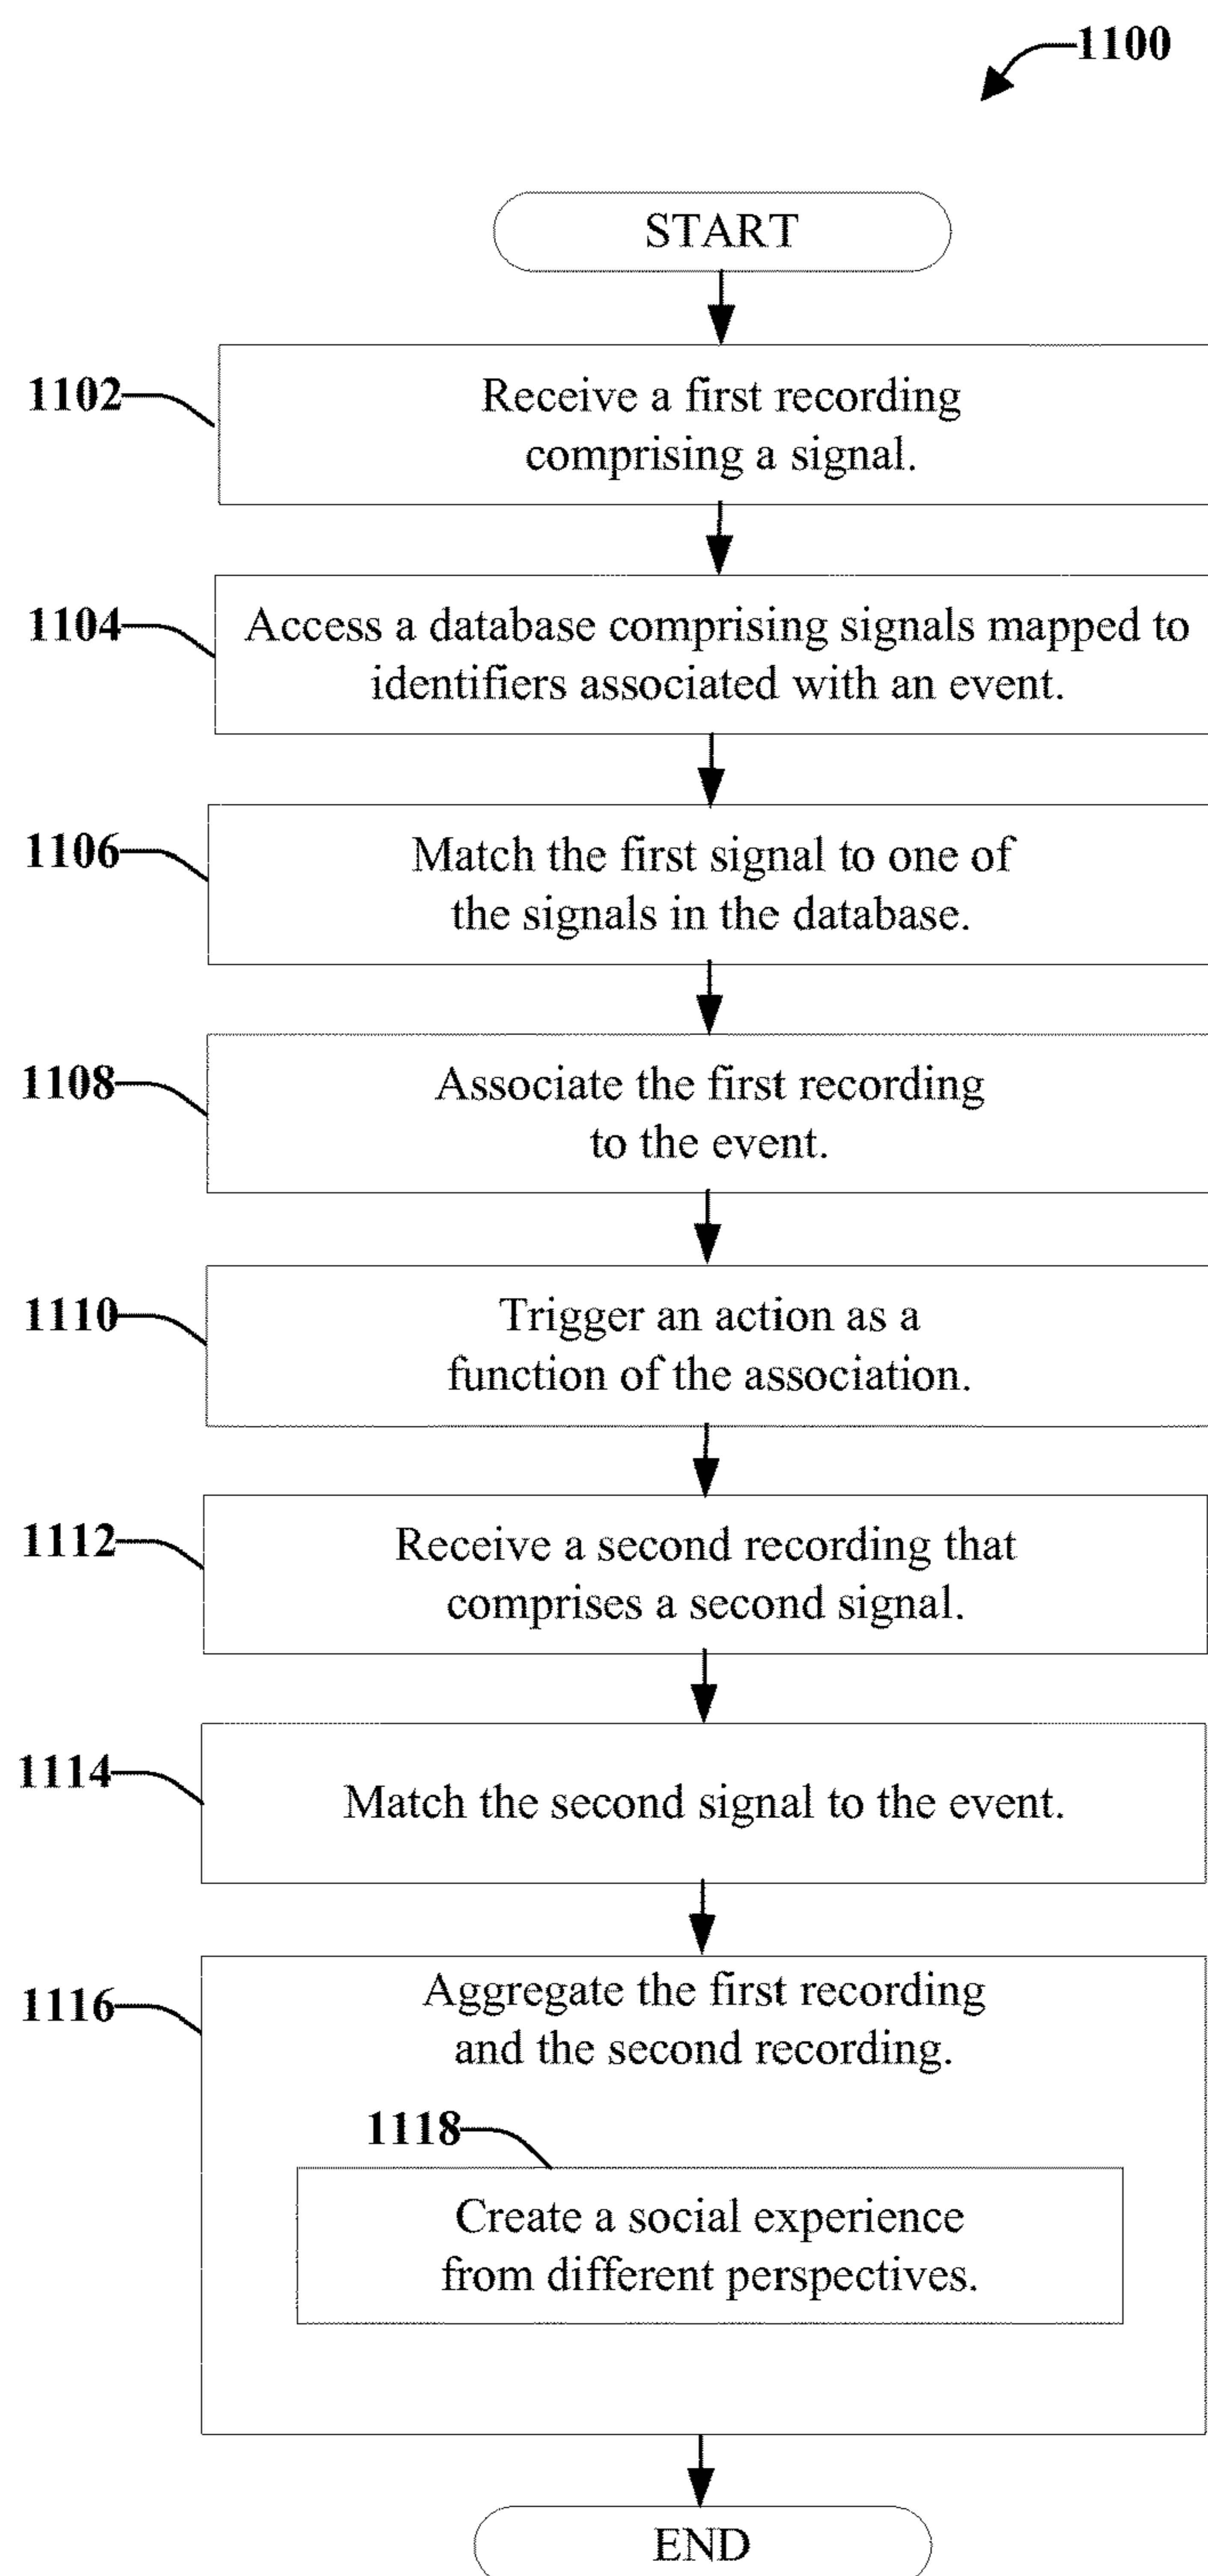 1100
START
1102
Receive a first recording
comprising a signal.
1104
Access a database comprising signals mapped to
identifiers associated with an event.
1106
Match the first signal to one of
the signals in the database.
1108
Associate the first recording
to the event.
1110
Trigger an action as a
function of the association.
1112
Receive a second recording that
comprises a second signal.
1114
Match the second signal to the event.
1116
Aggregate the first recording
and the second recording.
1118
Create a social experience
from different perspectives.
END